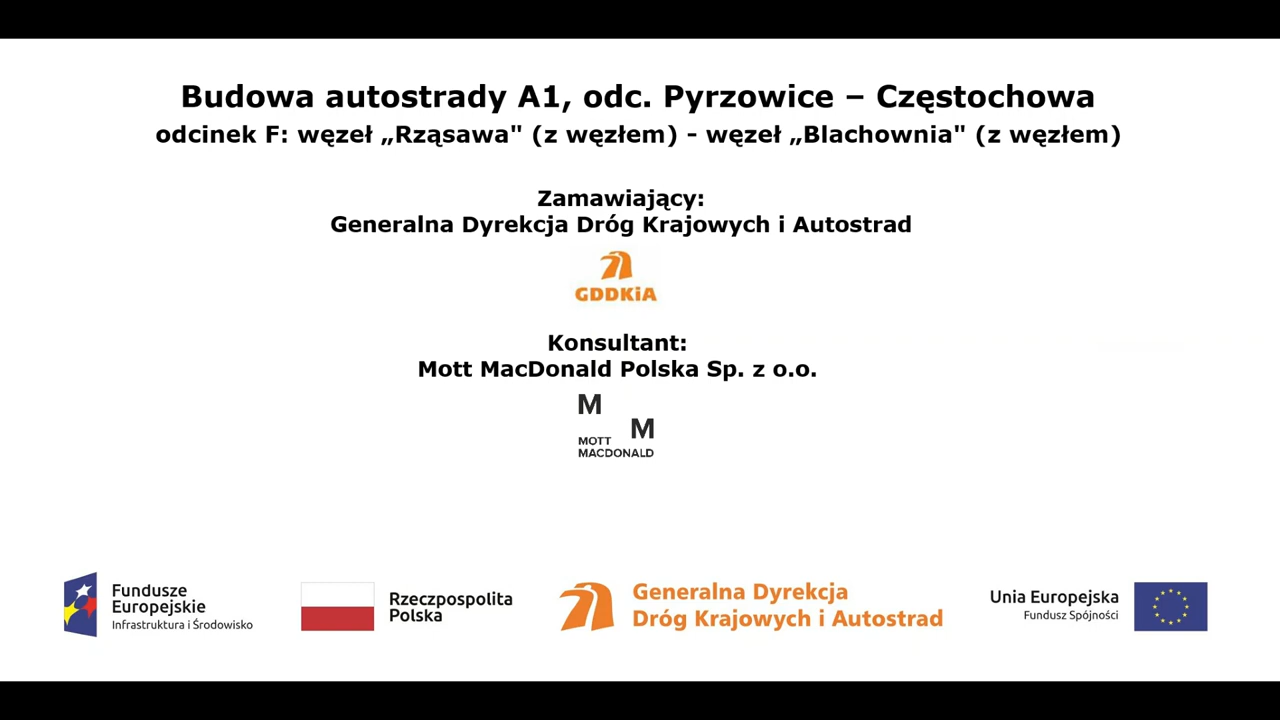 Budowa autostrady A1, odc. Pyrzowice – Częstochowa
odcinek F: węzeł „Rząsawa" (z węzłem) - węzeł „Blachownia" (z węzłem)
Zamawiający:
Generalna Dyrekcja Dróg Krajowych i Autostrad
GDDKiA
Konsultant:
Mott MacDonald Polska Sp. z o.o.
M
M
MOTT
MACDONALD
Fundusze
Europejskie
Infrastruktura i Środowisko
Rzeczpospolita
Polska
Generalna Dyrekcja
Dróg Krajowych i Autostrad
Unia Europejska
Fundusz Spójności